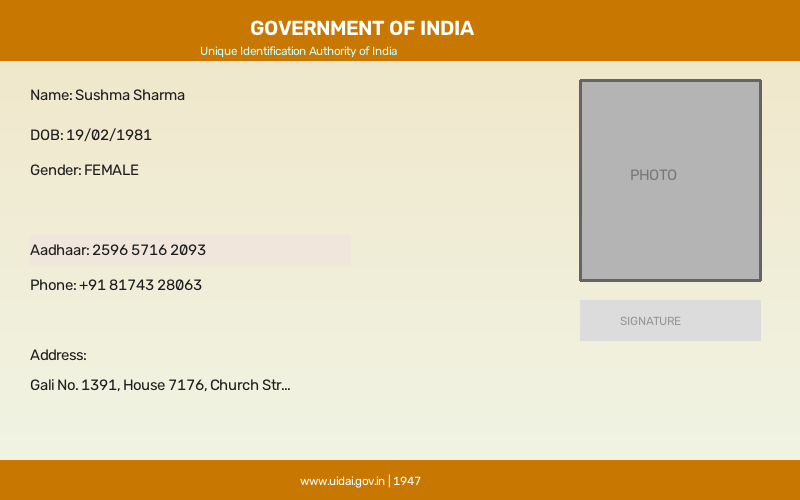 GOVERNMENT OF INDIA
Unique Identification Authority of India
Name: Sushma Sharma
DOB: 19/02/1981
Gender: FEMALE
PHOTO
Aadhaar: 2596 5716 2093
Phone: +91 81743 28063
SIGNATURE
Address:
Gali No. 1391, House 7176, Church Str...
www.uidai.gov.in | 1947